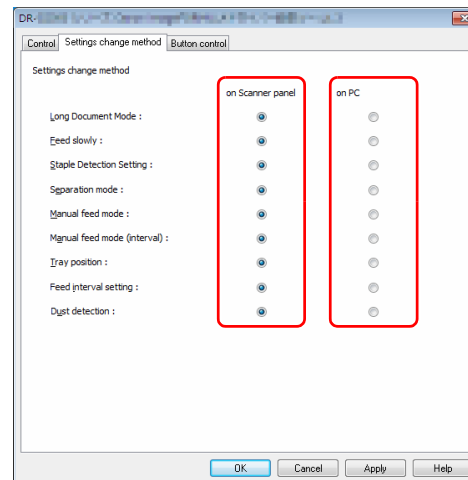 DR-
Control Settings change method Button control
Settings change method
on Scanner panel on PC
Long Document Mode :
Feed slowly :
Staple Detection Setting :
Separation mode :
Manual feed mode :
Manual feed mode (interval) :
Tray position :
Feed interval setting :
Dust detection :
OK Cancel Apply Help